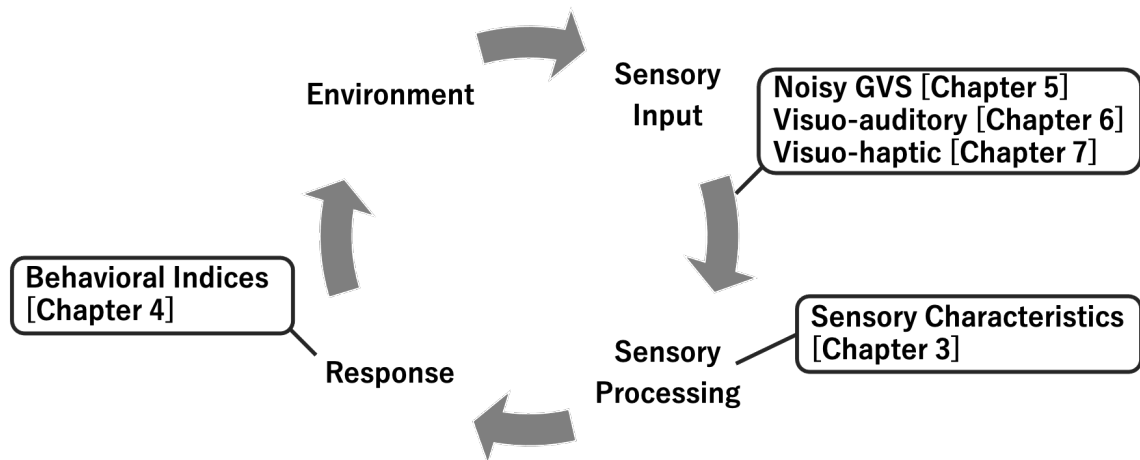 Environment
Sensory
Input
Noisy GVS [Chapter 5]
Visuo-auditory [Chapter 6]
Visuo-haptic [Chapter 7]
Behavioral Indices
[Chapter 4]
Sensory Characteristics
[Chapter 3]
Response
Sensory
Processing